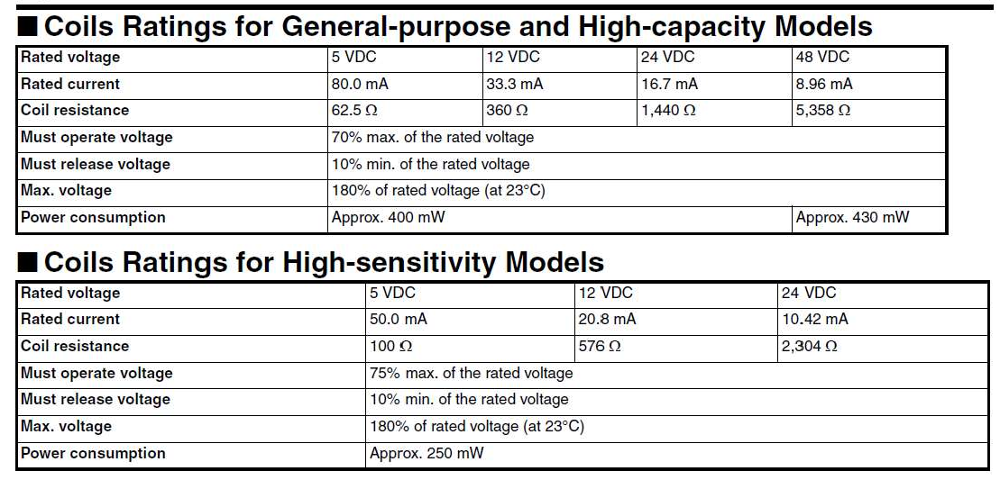 ■ Coils Ratings for General-purpose and High-capacity Models
Rated voltage 5 VDC 12 VDC 24 VDC 48 VDC
Rated current 80.0 mA 33.3 mA 16.7 mA 8.96 mA
Coil resistance 62.5 Ω 360 Ω 1,440 Ω 5,358 Ω
Must operate voltage 70% max. of the rated voltage
Must release voltage 10% min. of the rated voltage
Max. voltage 180% of rated voltage (at 23°C)
Power consumption Approx. 400 mW Approx. 430 mW
■ Coils Ratings for High-sensitivity Models
Rated voltage 5 VDC 12 VDC 24 VDC
Rated current 50.0 mA 20.8 mA 10.42 mA
Coil resistance 100 Ω 576 Ω 2,304 Ω
Must operate voltage 75% max. of the rated voltage
Must release voltage 10% min. of the rated voltage
Max. voltage 180% of rated voltage (at 23°C)
Power consumption Approx. 250 mW